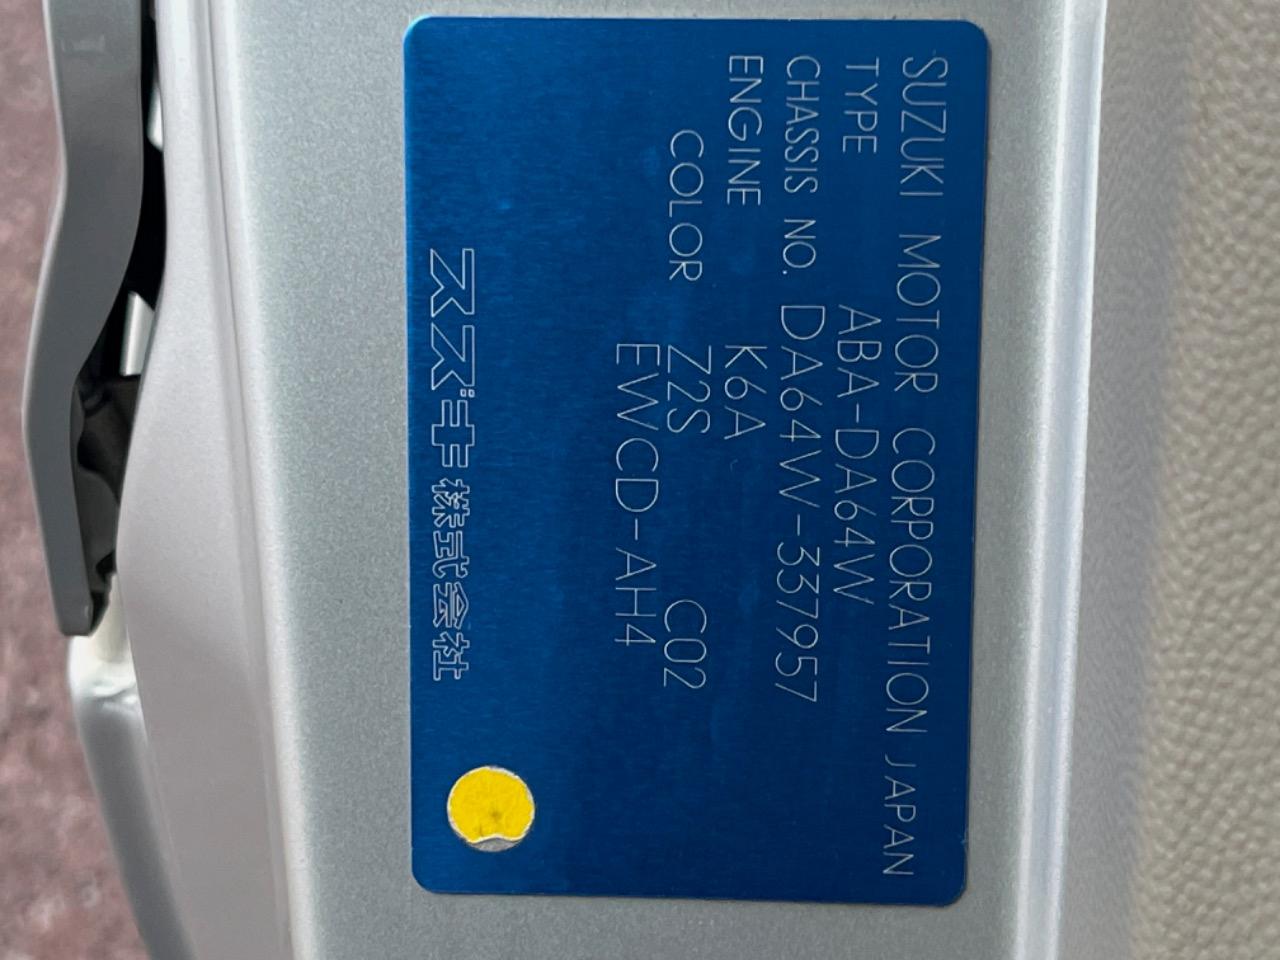 SUZUKI MOTOR CORPORATION JAPAN
TYPE ABA-DA64W
CHASSIS NO. DA64W-337957
ENGINE K6A
COLOR Z2S C02
EWCD-AH4
スズキ株式会社